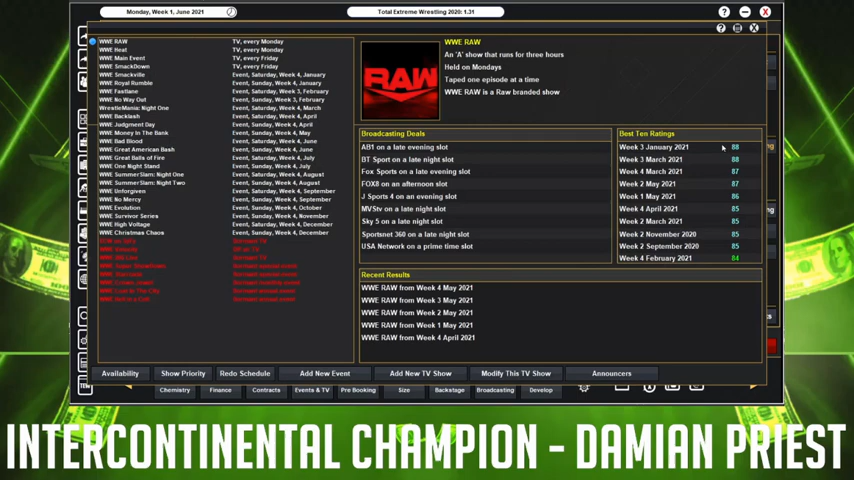 Monday, Week 1, June 2021
Total Extreme Wrestling 2020: 1.31
WWE RAW TV, every Monday
WWE Heat TV, every Monday
WWE Main Event TV, every Friday
WWE SmackDown TV, every Friday
WWE Smackville Event, Saturday, Week 4, January
WWE Royal Rumble Event, Sunday, Week 4, January
WWE Fastlane Event, Saturday, Week 3, February
WWE No Way Out Event, Sunday, Week 3, February
WrestleMania: Night One Event, Saturday, Week 4, March
WWE Backlash Event, Saturday, Week 4, April
WWE Judgment Day Event, Sunday, Week 4, April
WWE Money In The Bank Event, Sunday, Week 4, May
WWE Bad Blood Event, Saturday, Week 4, June
WWE Great American Bash Event, Sunday, Week 4, June
WWE Great Balls of Fire Event, Saturday, Week 4, July
WWE One Night Stand Event, Sunday, Week 4, July
WWE SummerSlam: Night One Event, Saturday, Week 4, August
WWE SummerSlam: Night Two Event, Sunday, Week 4, August
WWE Unforgiven Event, Saturday, Week 4, September
WWE No Mercy Event, Sunday, Week 4, September
WWE Evolution Event, Saturday, Week 4, October
WWE Survivor Series Event, Sunday, Week 4, November
WWE High Voltage Event, Saturday, Week 4, December
WWE Christmas Chaos Event, Sunday, Week 4, December
RAW
WWE RAW
An 'A' show that runs for three hours
Held on Mondays
Taped one episode at a time
WWE RAW is a Raw branded show
Broadcasting Deals
AB1 on a late evening slot
BT Sport on a late night slot
Fox Sports on a late evening slot
FOX8 on an afternoon slot
J Sports 4 on an evening slot
MVStv on a late night slot
Sky 5 on a late night slot
Sportsnet 360 on a late night slot
USA Network on a prime time slot
Best Ten Ratings
Week 3 January 2021 88
Week 3 March 2021 88
Week 4 March 2021 87
Week 2 May 2021 87
Week 1 May 2021 86
Week 4 April 2021 85
Week 2 March 2021 85
Week 2 November 2020 85
Week 2 September 2020 85
Week 4 February 2021 84
Recent Results
WWE RAW from Week 4 May 2021
WWE RAW from Week 3 May 2021
WWE RAW from Week 2 May 2021
WWE RAW from Week 1 May 2021
WWE RAW from Week 4 April 2021
Availability Show Priority Redo Schedule Add New Event Add New TV Show Modify This TV Show Announcers
Chemistry Finance Contracts Events & TV Pre Booking Size Backstage Broadcasting Develop
INTERCONTINENTAL CHAMPION - DAMIAN PRIEST